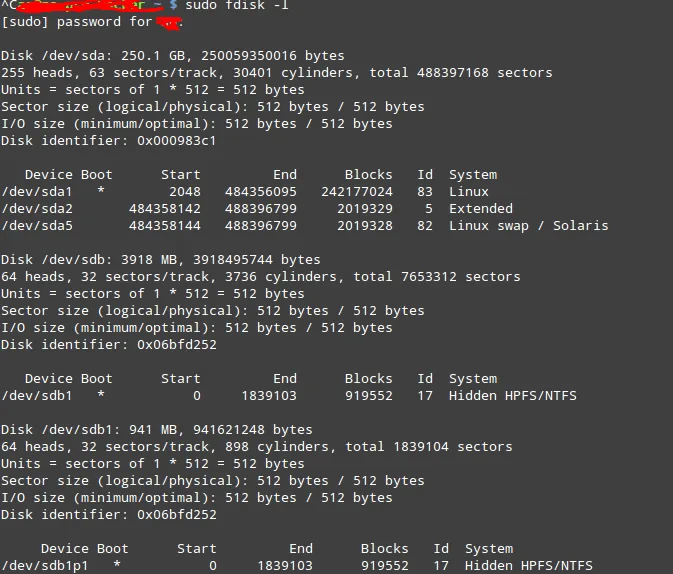 ^C ~ $ sudo fdisk -l
[sudo] password for :

Disk /dev/sda: 250.1 GB, 250059350016 bytes
255 heads, 63 sectors/track, 30401 cylinders, total 488397168 sectors
Units = sectors of 1 * 512 = 512 bytes
Sector size (logical/physical): 512 bytes / 512 bytes
I/O size (minimum/optimal): 512 bytes / 512 bytes
Disk identifier: 0x000983c1

   Device Boot      Start         End      Blocks   Id  System
/dev/sda1   *        2048   484356095   242177024   83  Linux
/dev/sda2       484358142   488396799     2019329    5  Extended
/dev/sda5       484358144   488396799     2019328   82  Linux swap / Solaris

Disk /dev/sdb: 3918 MB, 3918495744 bytes
64 heads, 32 sectors/track, 3736 cylinders, total 7653312 sectors
Units = sectors of 1 * 512 = 512 bytes
Sector size (logical/physical): 512 bytes / 512 bytes
I/O size (minimum/optimal): 512 bytes / 512 bytes
Disk identifier: 0x06bfd252

   Device Boot      Start         End      Blocks   Id  System
/dev/sdb1   *           0     1839103      919552   17  Hidden HPFS/NTFS

Disk /dev/sdb1: 941 MB, 941621248 bytes
64 heads, 32 sectors/track, 898 cylinders, total 1839104 sectors
Units = sectors of 1 * 512 = 512 bytes
Sector size (logical/physical): 512 bytes / 512 bytes
I/O size (minimum/optimal): 512 bytes / 512 bytes
Disk identifier: 0x06bfd252

     Device Boot      Start         End      Blocks   Id  System
/dev/sdb1p1   *           0     1839103      919552   17  Hidden HPFS/NTFS